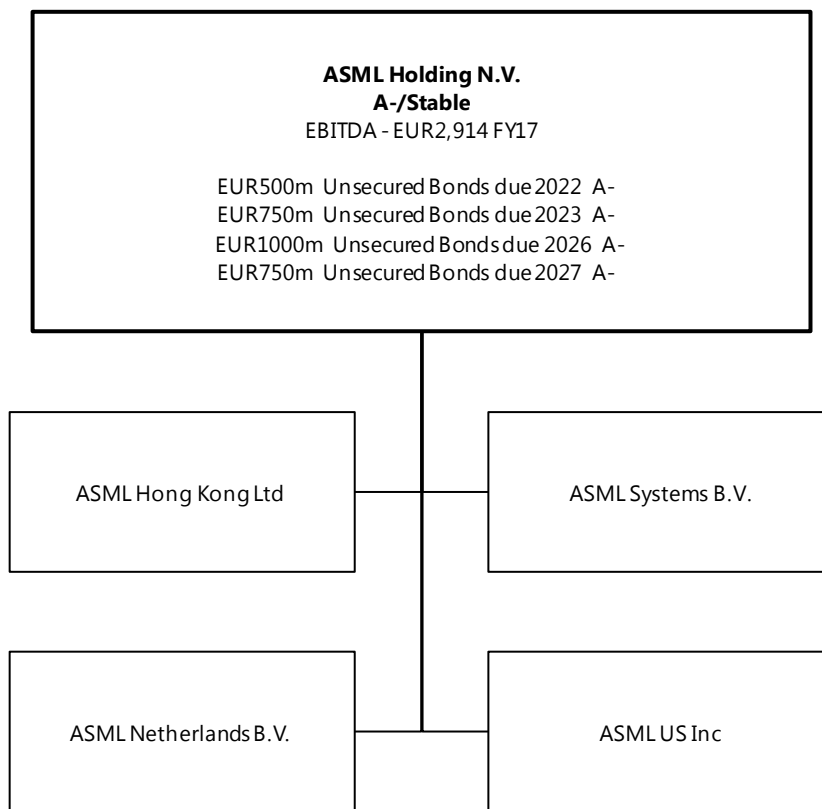 ASML Holding N.V.
A-/Stable
EBITDA - EUR2,914 FY17
EUR500m Unsecured Bonds due 2022 A-
EUR750m Unsecured Bonds due 2023 A-
EUR1000m Unsecured Bonds due 2026 A-
EUR750m Unsecured Bonds due 2027 A-
ASML Hong Kong Ltd
ASML Systems B.V.
ASML Netherlands B.V.
ASML US Inc